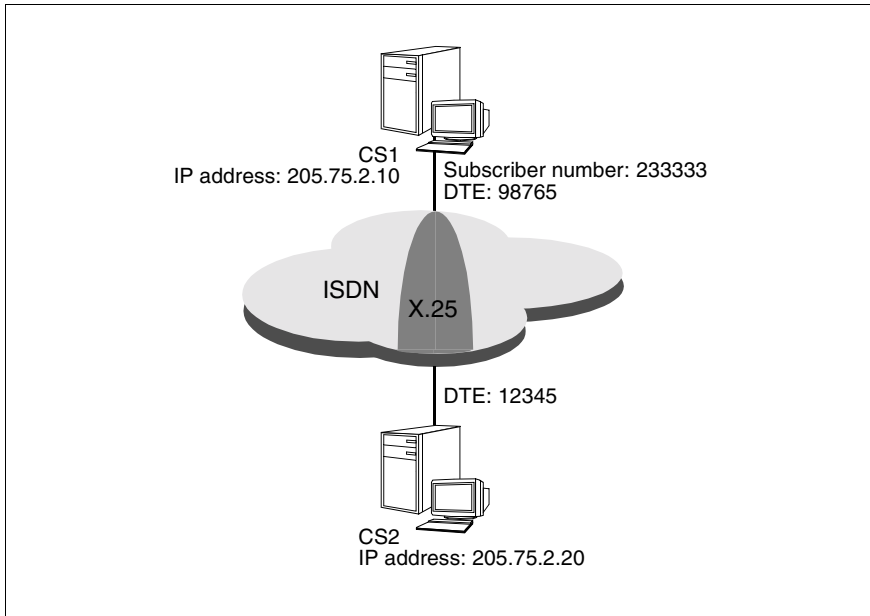 CS1
IP address: 205.75.2.10
Subscriber number: 233333
DTE: 98765
ISDN
X.25
DTE: 12345
CS2
IP address: 205.75.2.20